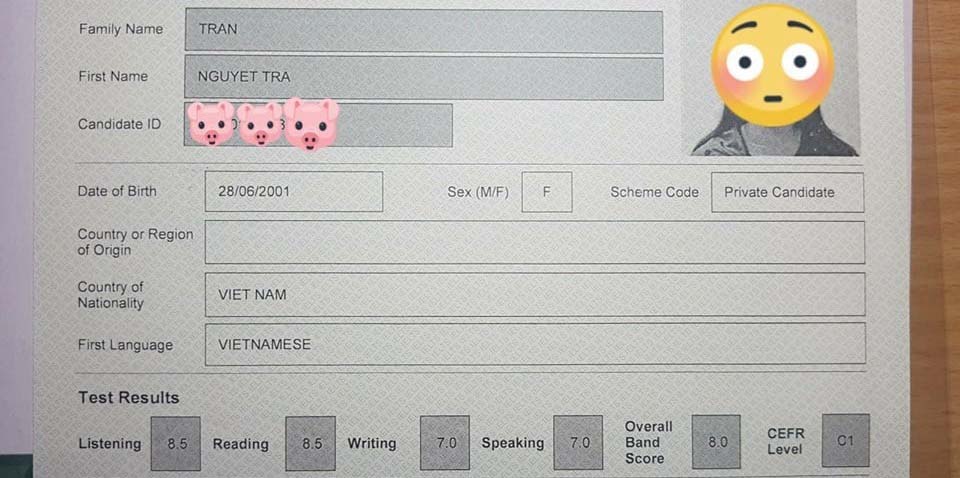 Family Name TRAN
First Name NGUYET TRA
Candidate ID
Date of Birth 28/06/2001 Sex (M/F) F Scheme Code Private Candidate
Country or Region
of Origin
Country of
Nationality VIET NAM
First Language VIETNAMESE
Test Results
Listening 8.5 Reading 8.5 Writing 7.0 Speaking 7.0 Overall Band Score 8.0 CEFR Level C1